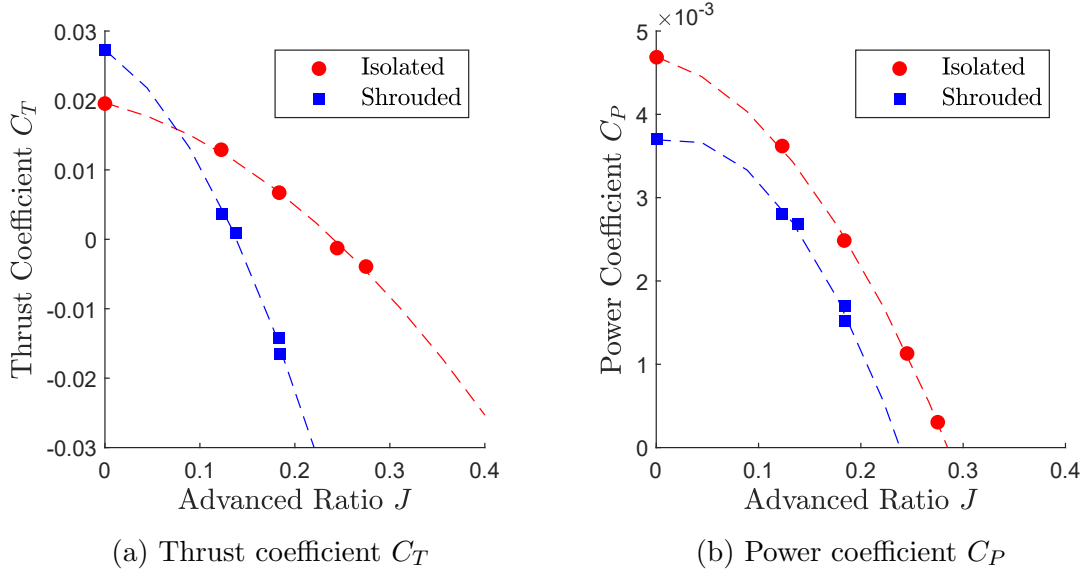 0.03
0.02
0.01
0
-0.01
-0.02
-0.03
0
0.1
0.2
0.3
0.4
Thrust Coefficient C_T
Advanced Ratio J
Isolated
Shrouded
(a) Thrust coefficient C_T
×10^-3
5
4
3
2
1
0
0
0.1
0.2
0.3
0.4
Power Coefficient C_P
Advanced Ratio J
Isolated
Shrouded
(b) Power coefficient C_P